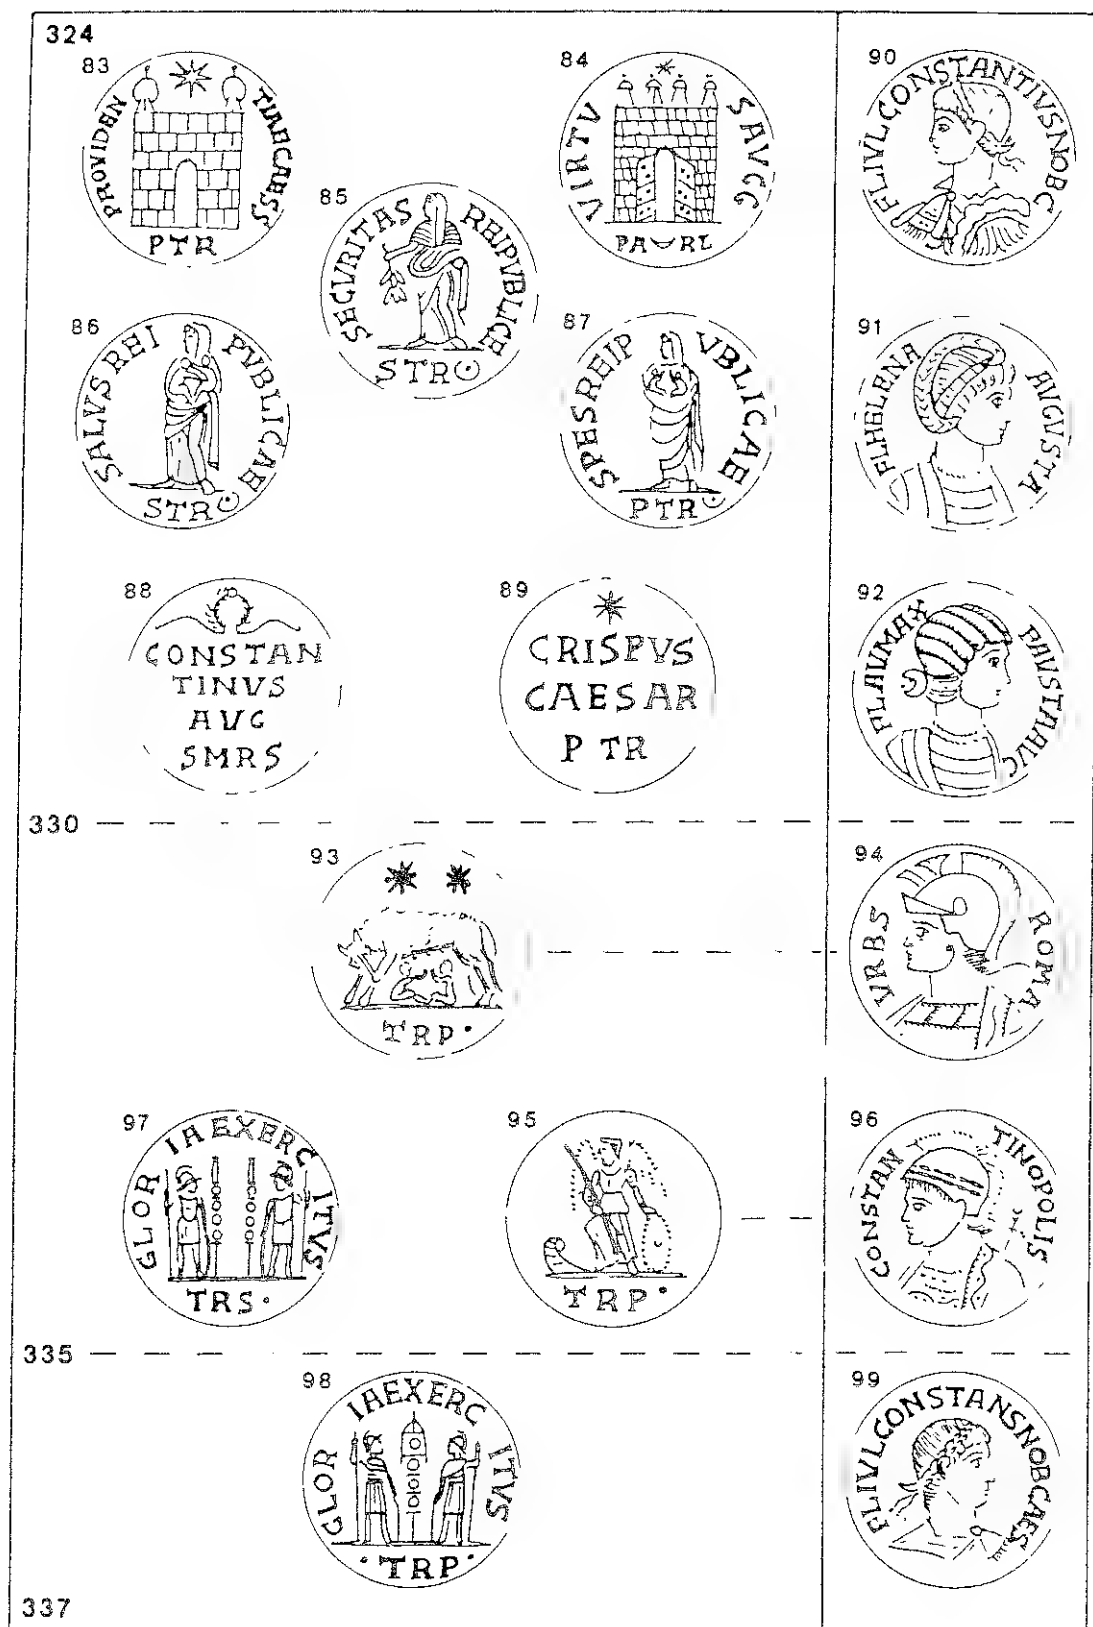 324
83
PROVIDEN TIAECAESS
PTR
84
VIRTV SAVGG
PA RL
90
FLIVLCONSTANTIVSNOBC
85
SECVRITAS REIPVBLICE
STR
86
SALVS REI PVBLICAE
STR
87
SPESREIP VBLICAE
PTR
91
FLHELENA AVGVSTA
88
CONSTAN
TINVS
AVG
SMRS
89
CRISPVS
CAESAR
P TR
92
FLAVMAX FAVSTAAVG
330
93
TRP•
94
VRBS ROMA
97
GLOR IAEXERC ITVS
TRS•
95
TRP•
96
CONSTAN TINOPOLIS
335
98
GLOR IAEXERC ITVS
•TRP•
99
FLIVLCONSTANSNOBCAES
337